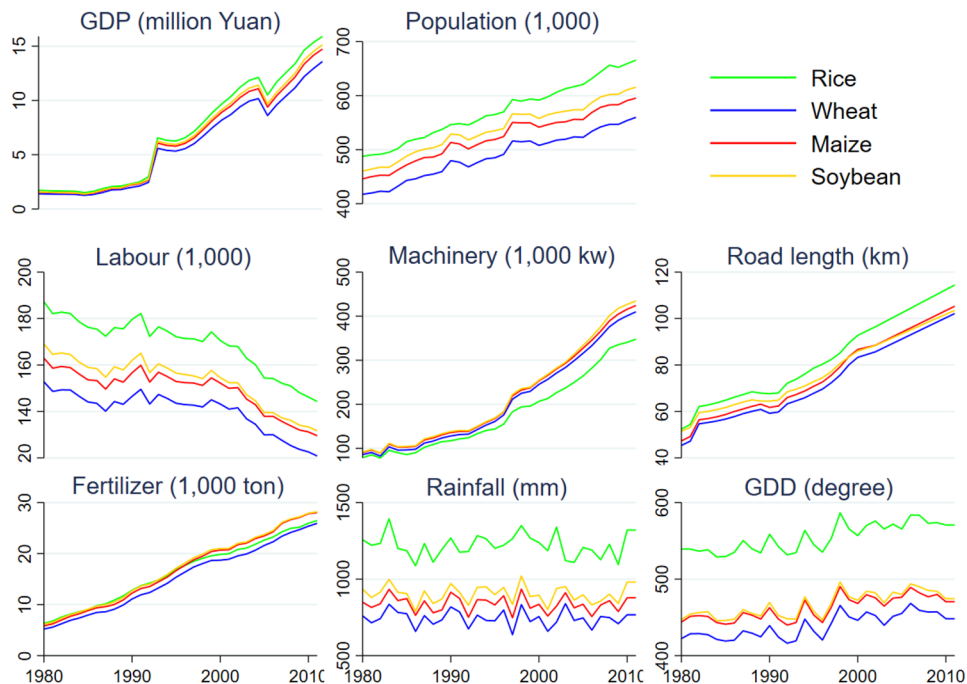 GDP (million Yuan)
15
10
5
0
Population (1,000)
700
600
500
400
Rice
Wheat
Maize
Soybean
Labour (1,000)
200
180
160
140
20
Machinery (1,000 kw)
500
400
300
200
100
Road length (km)
120
100
80
60
40
Fertilizer (1,000 ton)
30
20
10
0
1980 1990 2000 2010
Rainfall (mm)
1500
1000
500
1980 1990 2000 2010
GDD (degree)
600
500
400
1980 1990 2000 2010